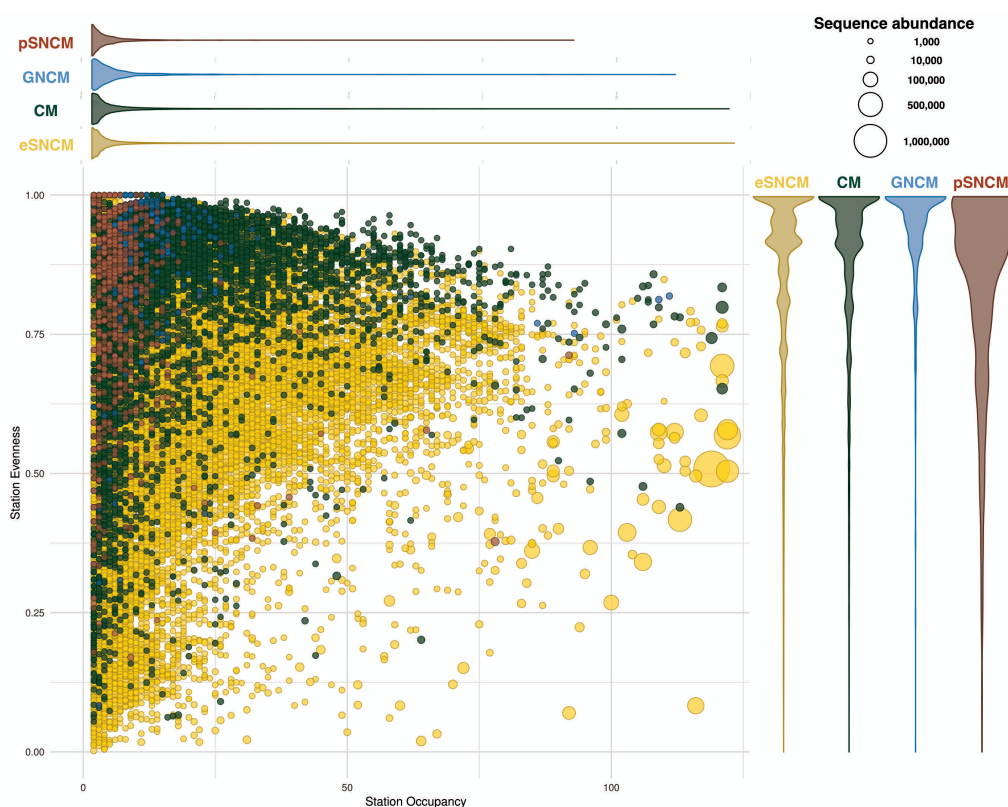 Sequence abundance
1,000
10,000
100,000
500,000
1,000,000
pSNCM
GNCM
CM
eSNCM
eSNCM CM GNCM pSNCM
1.00
0.75
0.50
0.25
0.00
Station Evenness
0 50 100
Station Occupancy